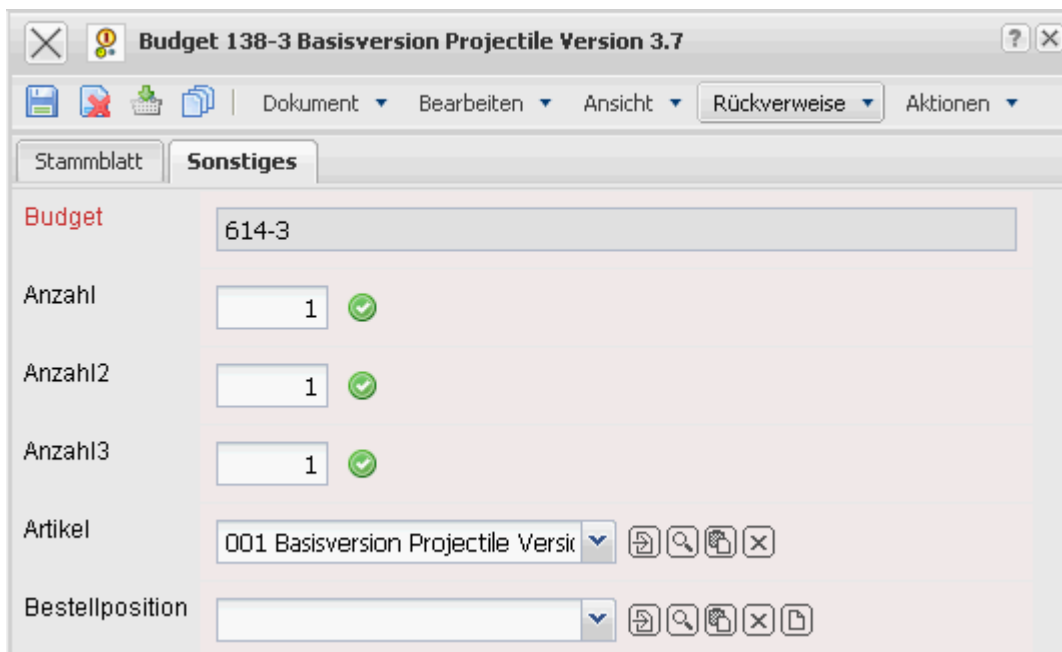 Budget 138-3 Basisversion Projectile Version 3.7
?
Dokument Bearbeiten Ansicht Rückverweise Aktionen
Stammblatt Sonstiges
Budget 614-3
Anzahl 1
Anzahl2 1
Anzahl3 1
Artikel 001 Basisversion Projectile Versic
Bestellposition